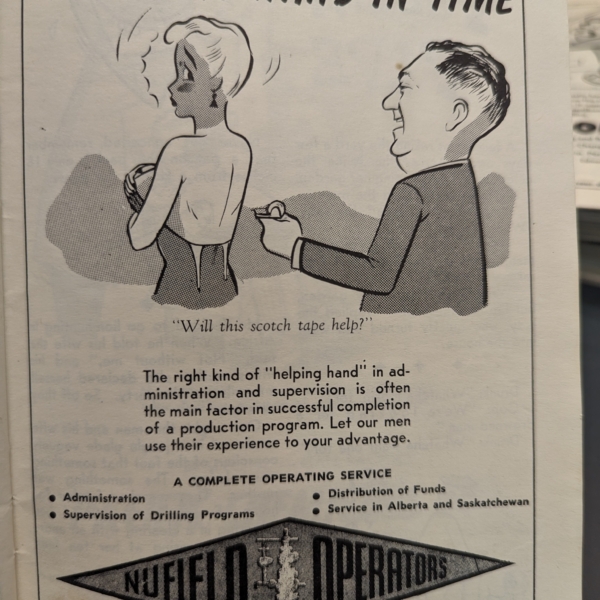 IN TIME
"Will this scotch tape help?"
The right kind of "helping hand" in ad-
ministration and supervision is often
the main factor in successful completion
of a production program. Let our men
use their experience to your advantage.
A COMPLETE OPERATING SERVICE
• Administration
• Supervision of Drilling Programs
• Distribution of Funds
• Service in Alberta and Saskatchewan
NUFIELD OPERATORS